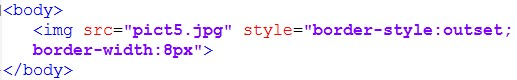 <body>
<img src="pict5.jpg" style="border-style:outset;
border-width:8px">
</body>